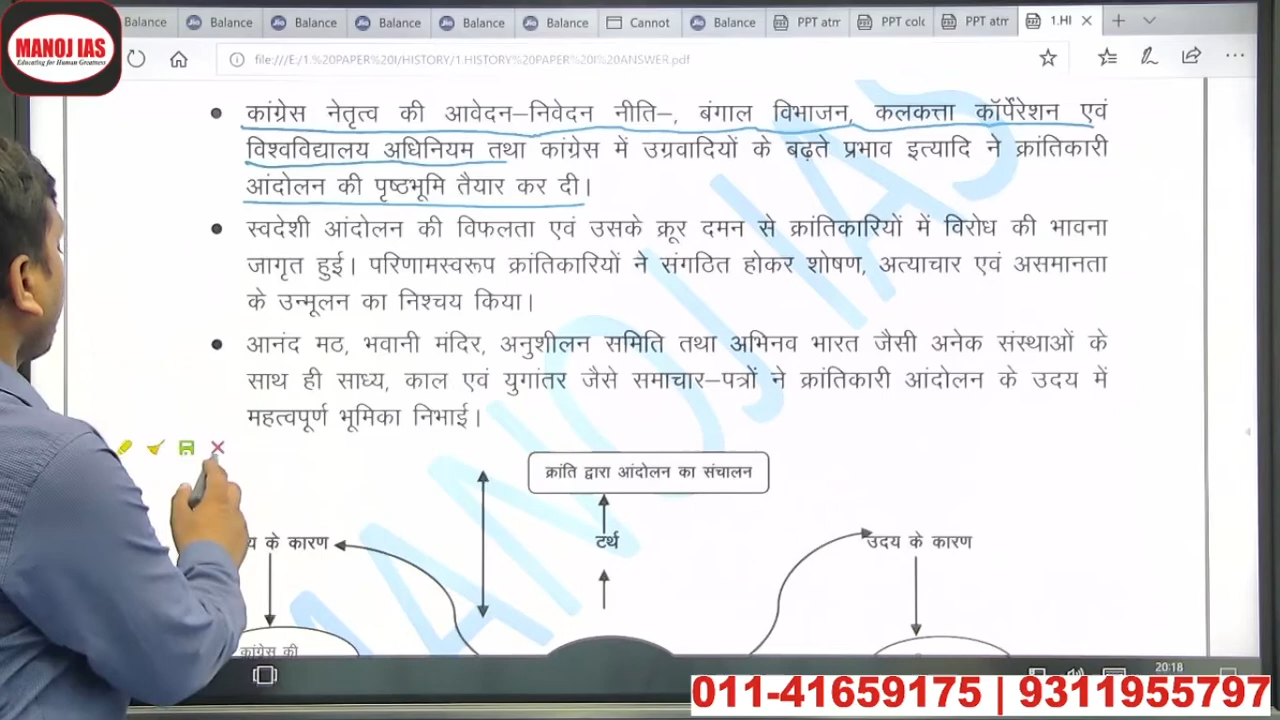 MANOJ IAS
Educating for Human Greatness
Balance
Balance
Balance
Balance
Balance
Balance
Cannot
Balance
PPT atm
PPT colo
PPT atm
1.HI
file:///E:/1.%20PAPER%20I/HISTORY/1.HISTORY%20PAPER%20I%20ANSWER.pdf
कांग्रेस नेतृत्व की आवेदन–निवेदन नीति–, बंगाल विभाजन, कलकत्ता कॉर्पेरेशन एवं
विश्वविद्यालय अधिनियम तथा कांग्रेस में उग्रवादियों के बढ़ते प्रभाव इत्यादि ने क्रांतिकारी
आंदोलन की पृष्ठभूमि तैयार कर दी।
स्वदेशी आंदोलन की विफलता एवं उसके क्रूर दमन से क्रांतिकारियों में विरोध की भावना
जागृत हुई। परिणामस्वरूप क्रांतिकारियों ने संगठित होकर शोषण, अत्याचार एवं असमानता
के उन्मूलन का निश्चय किया।
आनंद मठ, भवानी मंदिर, अनुशीलन समिति तथा अभिनव भारत जैसी अनेक संस्थाओं के
साथ ही साध्य, काल एवं युगांतर जैसे समाचार–पत्रों ने क्रांतिकारी आंदोलन के उदय में
महत्वपूर्ण भूमिका निभाई।
MANOJ IAS
क्रांति द्वारा आंदोलन का संचालन
य के कारण
टर्थ
उदय के कारण
कांग्रेस की
20:18
011-41659175 | 9311955797